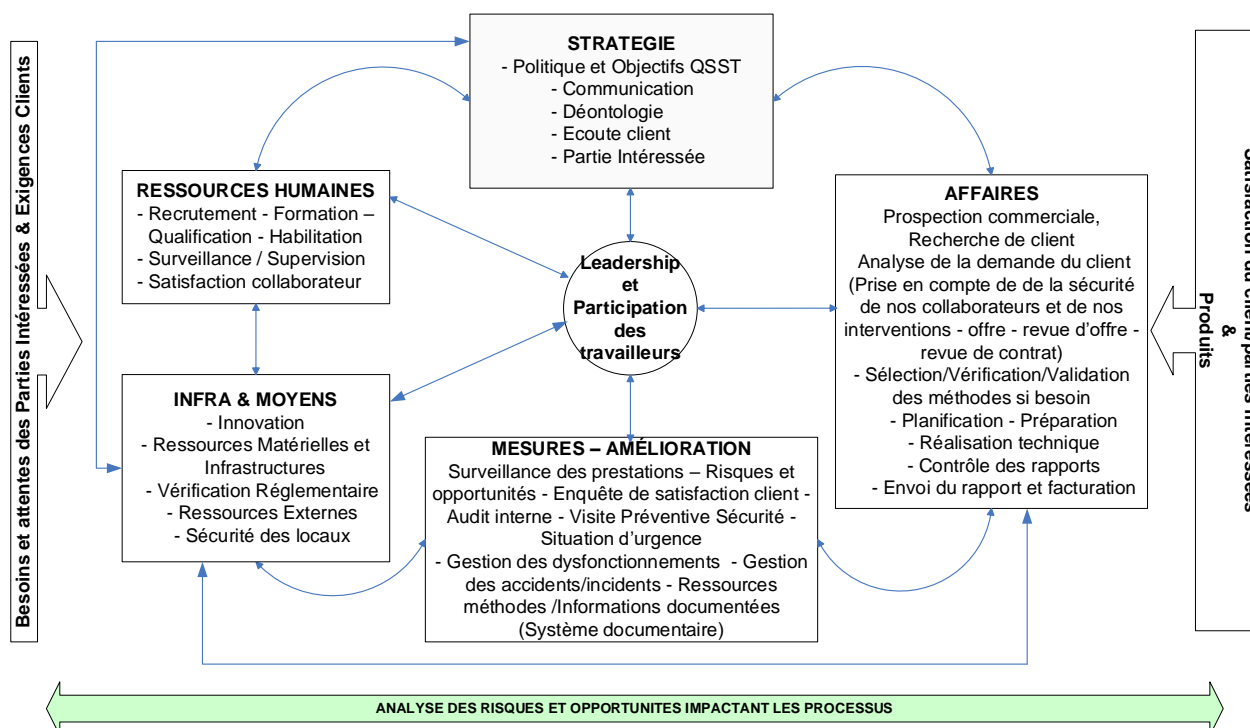 Besoins et attentes des Parties Intéressées & Exigences Clients
STRATEGIE
- Politique et Objectifs QSST
- Communication
- Déontologie
- Ecoute client
- Partie Intéressée
RESSOURCES HUMAINES
- Recrutement - Formation –
Qualification - Habilitation
- Surveillance / Supervision
- Satisfaction collaborateur
Leadership
et
Participation
des
travailleurs
AFFAIRES
Prospection commerciale,
Recherche de client
Analyse de la demande du client
(Prise en compte de de la sécurité
de nos collaborateurs et de nos
interventions - offre - revue d’offre -
revue de contrat)
- Sélection/Vérification/Validation
des méthodes si besoin
- Planification - Préparation
- Réalisation technique
- Contrôle des rapports
- Envoi du rapport et facturation
INFRA & MOYENS
- Innovation
- Ressources Matérielles et
Infrastructures
- Vérification Réglementaire
- Ressources Externes
- Sécurité des locaux
MESURES – AMÉLIORATION
Surveillance des prestations – Risques et
opportunités - Enquête de satisfaction client -
Audit interne - Visite Préventive Sécurité -
Situation d’urgence
- Gestion des dysfonctionnements - Gestion
des accidents/incidents - Ressources
méthodes /Informations documentées
(Système documentaire)
Satisfaction du client/parties intéressées
&
Produits
ANALYSE DES RISQUES ET OPPORTUNITES IMPACTANT LES PROCESSUS